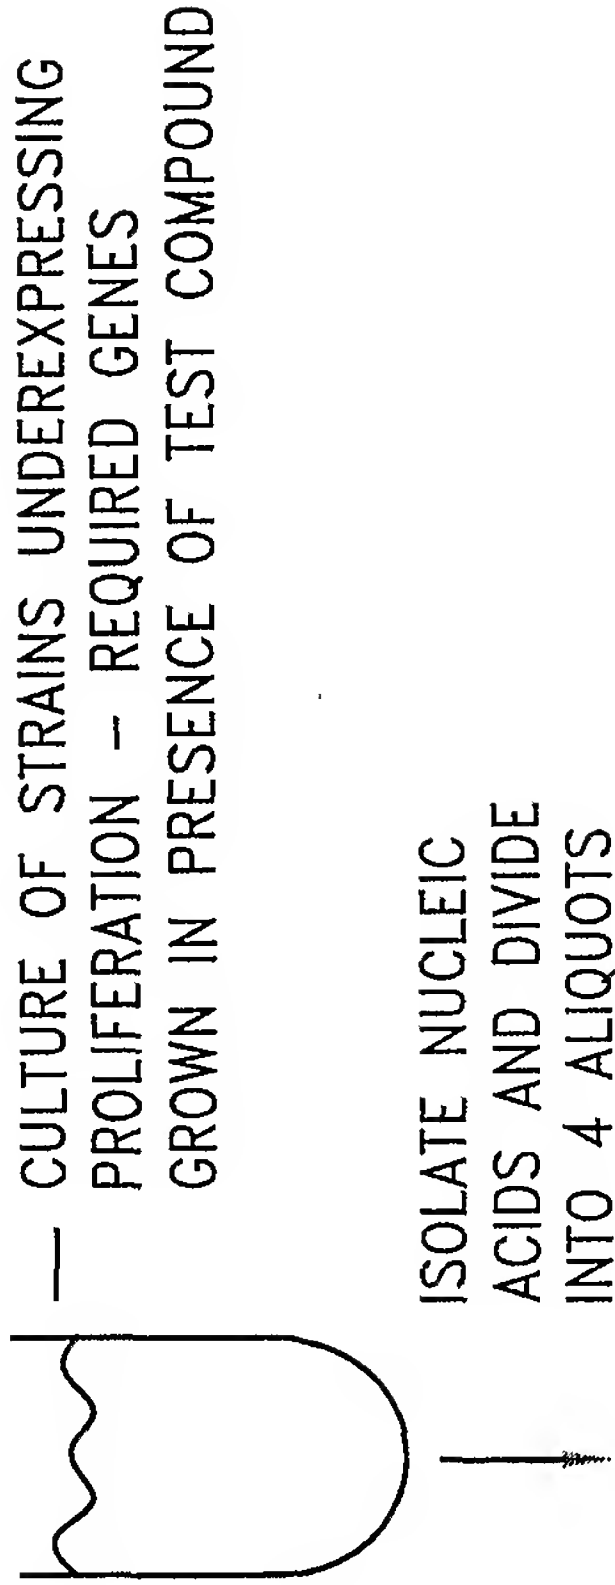 CULTURE OF STRAINS UNDEREXPRESSING
PROLIFERATION – REQUIRED GENES
GROWN IN PRESENCE OF TEST COMPOUND
ISOLATE NUCLEIC
ACIDS AND DIVIDE
INTO 4 ALIQUOTS